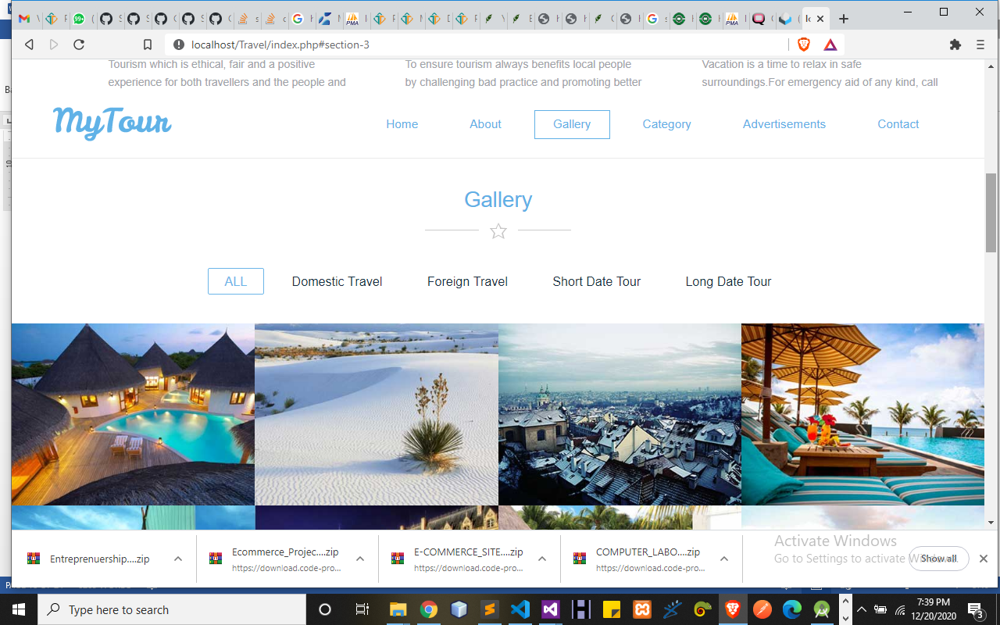 99+
PMA
PMA
localhost/Travel/index.php#section-3
Tourism which is ethical, fair and a positive
experience for both travellers and the people and
To ensure tourism always benefits local people
by challenging bad practice and promoting better
Vacation is a time to relax in safe
surroundings.For emergency aid of any kind, call
MyTour
Home
About
Gallery
Category
Advertisements
Contact
Gallery
ALL
Domestic Travel
Foreign Travel
Short Date Tour
Long Date Tour
Entreprenuership....zip
Ecommerce_Projec....zip
https://download.code-pro...
E-COMMERCE_SITE....zip
https://download.code-pro...
COMPUTER_LABO....zip
https://download.code-pro...
Activate Windows
Go to Settings to activate Windows.
Show all
Type here to search
7:39 PM
12/20/2020
3